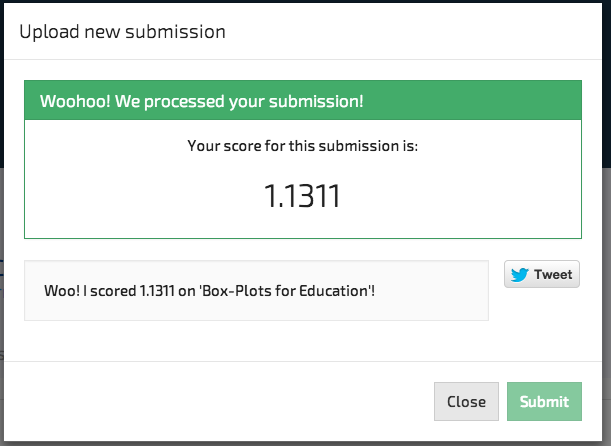 Upload new submission
Woohoo! We processed your submission!
Your score for this submission is:
1.1311
Woo! I scored 1.1311 on 'Box-Plots for Education'!
Tweet
Close
Submit